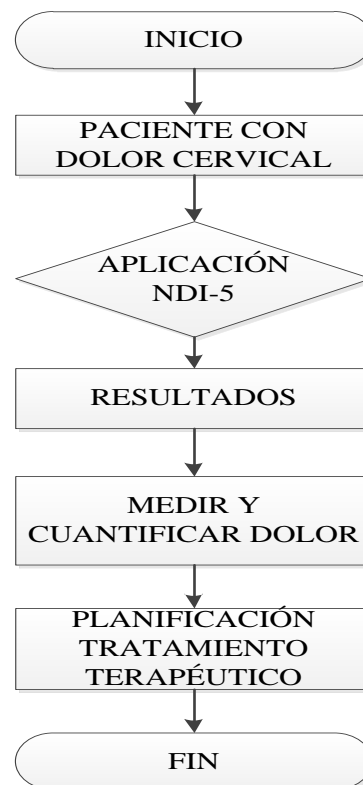 INICIO
PACIENTE CON
DOLOR CERVICAL
APLICACIÓN
NDI-5
RESULTADOS
MEDIR Y
CUANTIFICAR DOLOR
PLANIFICACIÓN
TRATAMIENTO
TERAPÉUTICO
FIN